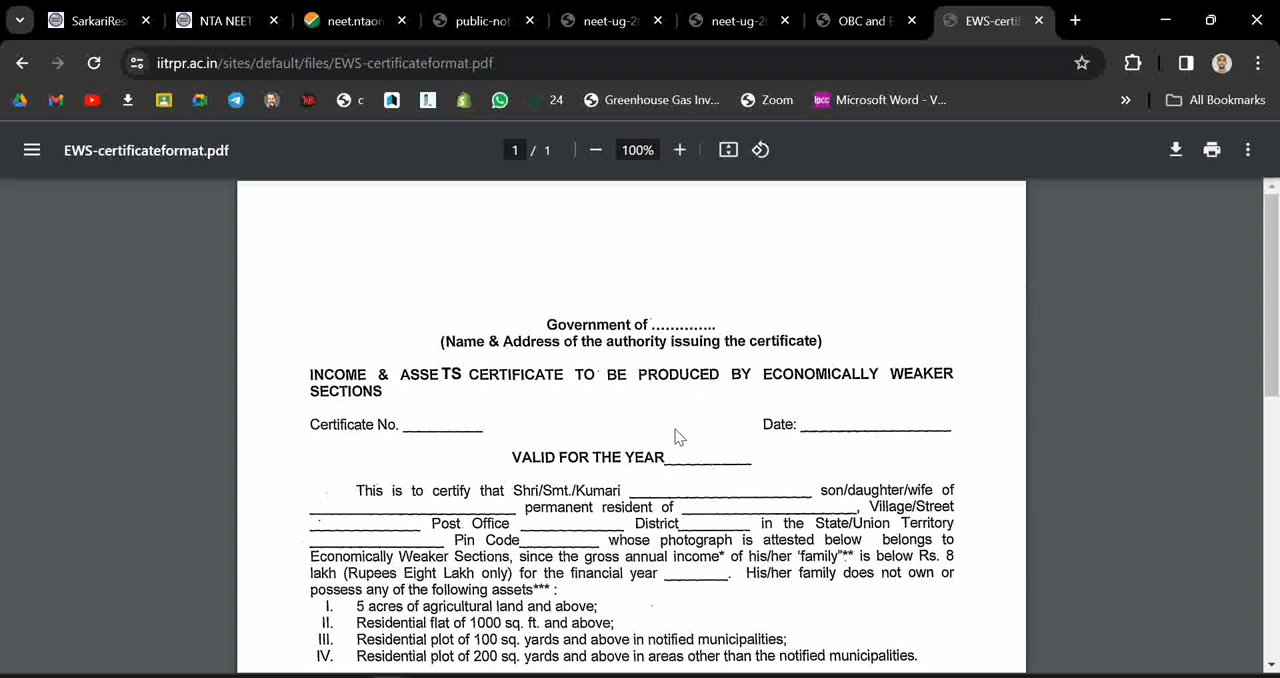 SarkariRes
NTA NEET
neet.ntaon
public-not
neet-ug-2
neet-ug-2
OBC and E
EWS-certif
iitrpr.ac.in/sites/default/files/EWS-certificateformat.pdf
c
24
Greenhouse Gas Inv...
Zoom
ipcc Microsoft Word - V...
All Bookmarks
EWS-certificateformat.pdf
1 / 1
100%
Government of ..............
(Name & Address of the authority issuing the certificate)
INCOME & ASSETS CERTIFICATE TO BE PRODUCED BY ECONOMICALLY WEAKER
SECTIONS
Certificate No. __________ Date: __________________
VALID FOR THE YEAR__________
This is to certify that Shri/Smt./Kumari ______________________ son/daughter/wife of
_________________________ permanent resident of _____________________, Village/Street
_____________ Post Office ____________ District________ in the State/Union Territory
________________ Pin Code_________ whose photograph is attested below belongs to
Economically Weaker Sections, since the gross annual income* of his/her 'family"** is below Rs. 8
lakh (Rupees Eight Lakh only) for the financial year _______. His/her family does not own or
possess any of the following assets*** :
I. 5 acres of agricultural land and above;
II. Residential flat of 1000 sq. ft. and above;
III. Residential plot of 100 sq. yards and above in notified municipalities;
IV. Residential plot of 200 sq. yards and above in areas other than the notified municipalities.